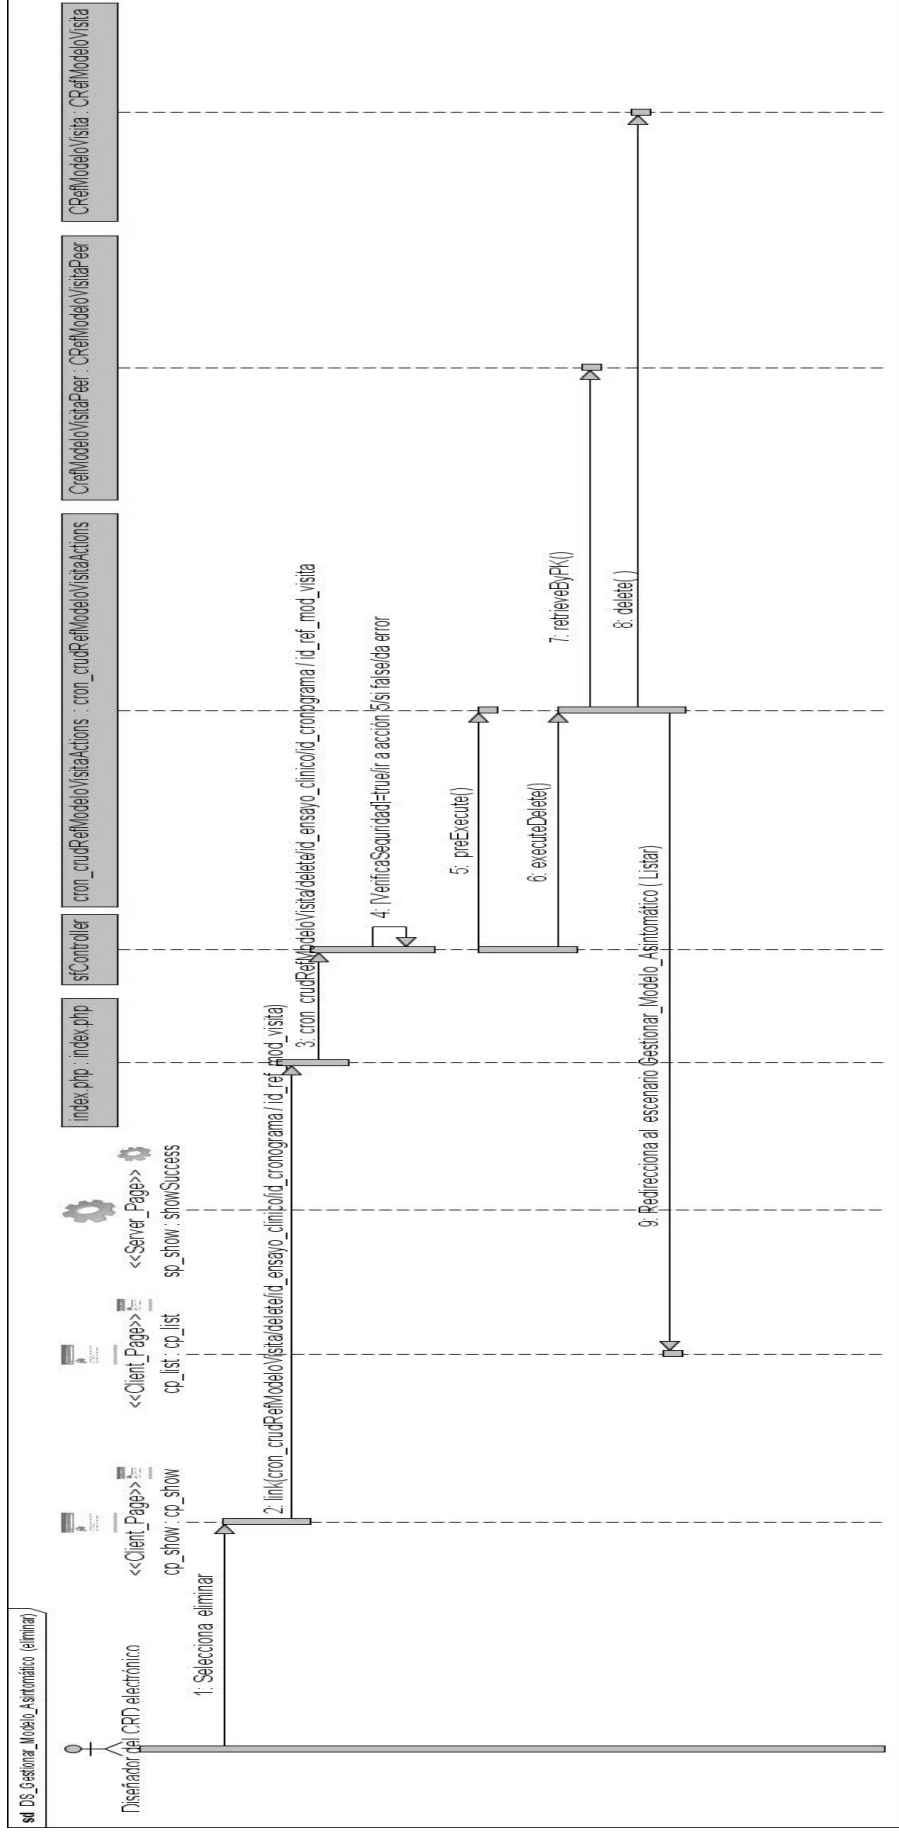 sd DS_Gestionar_Modelo_Asintomático (eliminar)
Diseñador del CRD electrónico
<<Client_Page>>
cp_show : cp_show
<<Client_Page>>
cp_list : cp_list
<<Server_Page>>
sp_show : showSuccess
index.php : index.php
sfController
cron_crudRefModeloVisitaActions : cron_crudRefModeloVisitaActions
CrefModeloVisitaPeer : CRefModeloVisitaPeer
CRefModeloVisita : CRefModeloVisita
1: Selecciona eliminar
2: link(cron_crudRefModeloVisita/delete/id_ensayo_clinico/id_cronograma / id_ref_mod_visita)
3: cron_crudRefModeloVisita/delete/id_ensayo_clinico/id_cronograma / id_ref_mod_visita
4: [VerificaSeguridad]=true/ir a acción 5/si false/da error
5: preExecute()
6: executeDelete()
7: retrieveByPK()
8: delete( )
9: Redirecciona al escenario Gestionar_Modelo_Asintomático ( Listar)